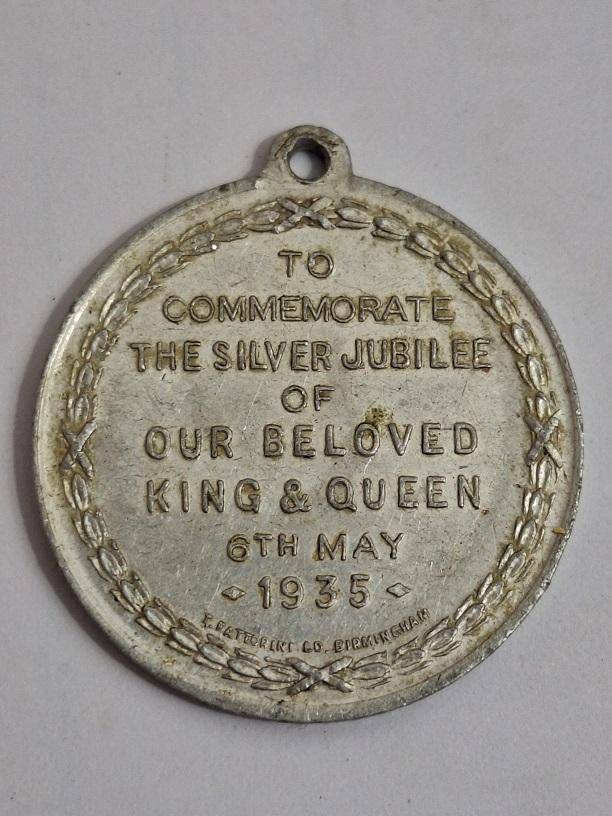 TO
COMMEMORATE
THE SILVER JUBILEE
OF
OUR BELOVED
KING & QUEEN
6TH MAY
1935
T. FATTORINI LD. BIRMINGHAM